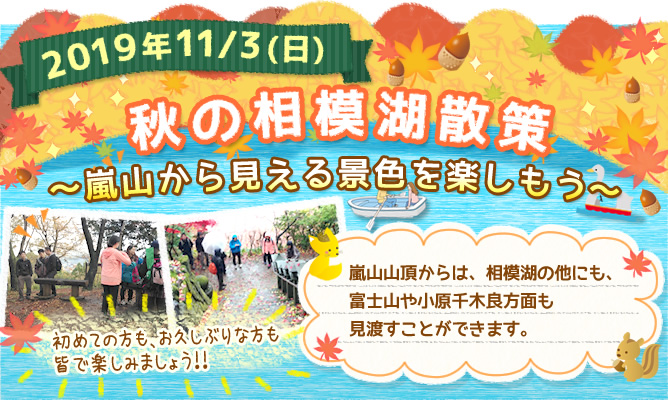 2019年11/3(日)
秋の相模湖散策
～嵐山から見える景色を楽しもう～
嵐山山頂からは、相模湖の他にも、
富士山や小原千木良方面も
見渡すことができます。
初めての方も、お久しぶりな方も
皆で楽しみましょう!!